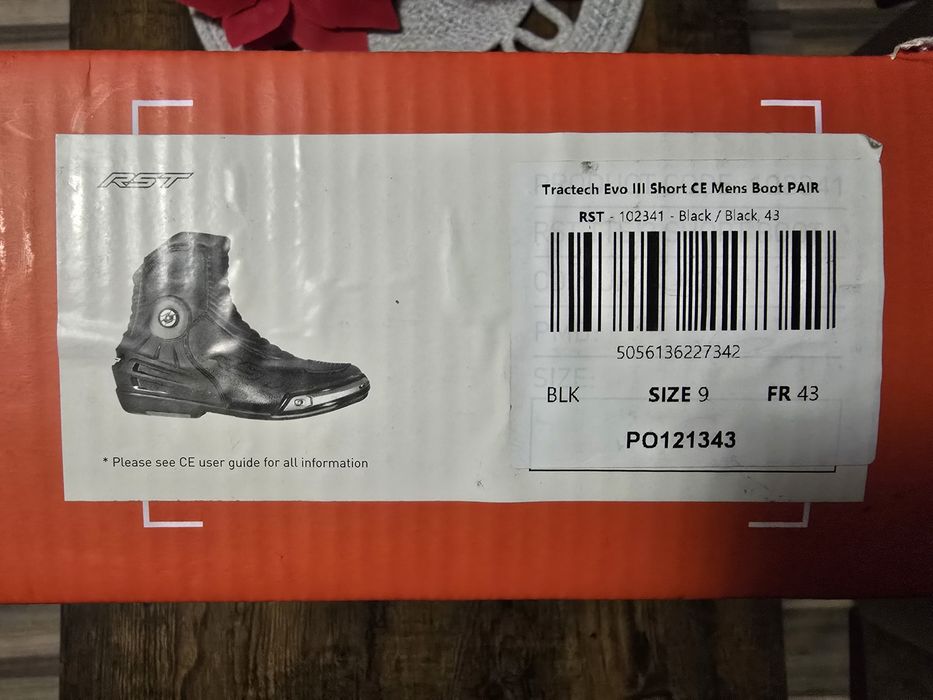 RST
* Please see CE user guide for all information
Tractech Evo III Short CE Mens Boot PAIR
RST - 102341 - Black / Black, 43
5056136227342
BLK SIZE 9 FR 43
PO121343